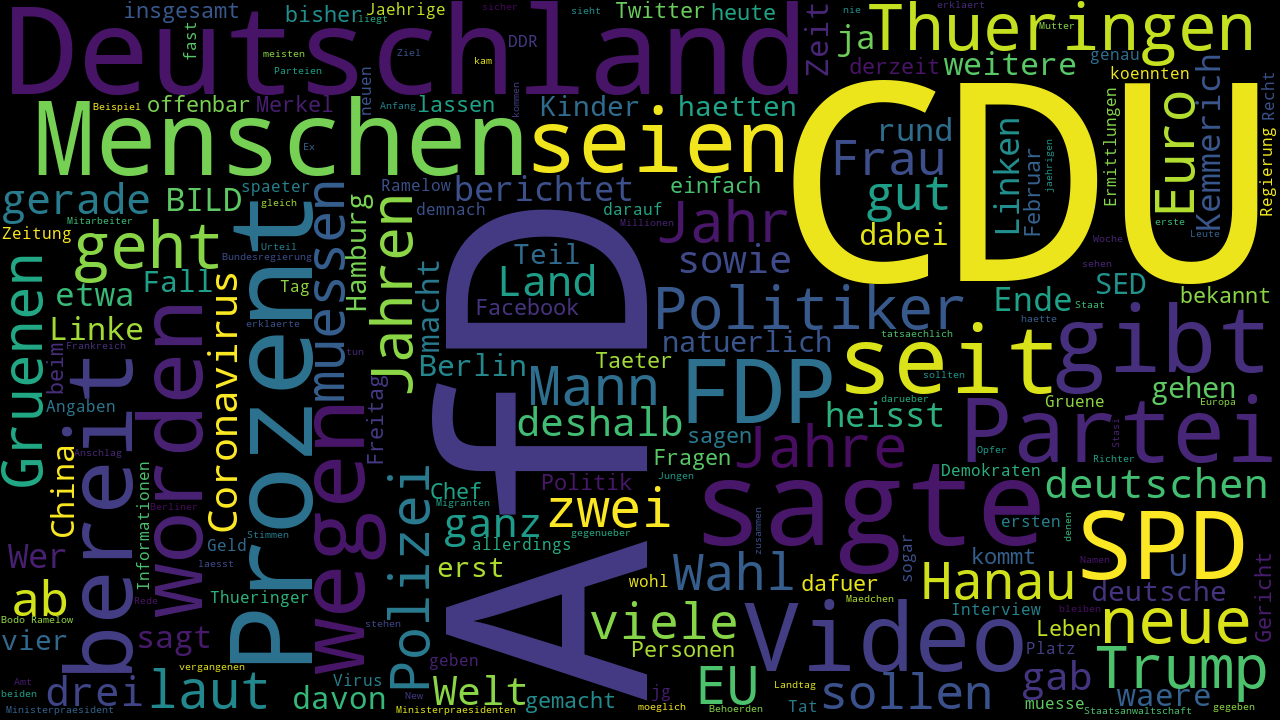 insgesamt
bisher
Jaehrige
liegt
Twitter
sicher
sieht
heute
Zeit
nie
erklaert
Thueringen
Mutter
Deutschland
fast
meisten
Parteien
Ziel
DDR
kam
ja
derzeit
weitere
genau
koennten
Recht
Beispiel
offenbar
Merkel
neuen
Anfang
lassen
kommen
Kinder
haetten
CDU
Menschen
seien
Ex
rund
Frau
gut
dabei
Linken
Februar
jaehrigen
Ermittlungen
Euro
Kemmerich
Regierung
gerade
BILD
spaeter
gleich
Ramelow
demnach
berichtet
einfach
darauf
Millionen
Jahr
Mitarbeiter
Zeitung
geht
Urteil
Bundesregierung
muessen
Hamburg
Jahren
Teil
Land
Facebook
sowie
Woche
erste
Leute
sehen
Gruenen
etwa
Fall
Tag
macht
AfD
Politiker
Ende
SED
Staat
bekannt
Linke
Coronavirus
Prozent
erklaerte
natuerlich
tatsaechlich
haette
gibt
Frankreich
beim
bereit
worden
tun
Berlin
Taeter
Mann
FDP
seit
sollten
gehen
Angaben
Freitag
wegen
deshalb
sagen
heisst
darueber
Gruene
Europa
Partei
Stasi
China
Anschlag
Fragen
Jahre
Opfer
Richter
Informationen
Polizei
Chef
Politik
Jungen
Demokraten
deutschen
Migranten
zwei
sagte
Berliner
Stimmen
ganz
gegenueber
zusammen
ersten
denen
SPD
Wer
Geld
allerdings
sogar
kommt
U
Gericht
laesst
erst
wohl
Wahl
dafuer
Hanau
deutsche
Namen
ab
Rede
Thueringer
Maedchen
Interview
bleiben
Bodo Ramelow
stehen
viele
Video
Leben
neue
vier
sagt
Personen
Platz
vergangenen
geben
Trump
Amt
beiden
drei
laut
davon
Virus
Welt
New
gemacht
jg
moeglich
EU
Landtag
Tat
sollen
gab
muesse
waere
Ministerpraesident
Ministerpraesidenten
Behoerden
Staatsanwaltschaft
gegeben